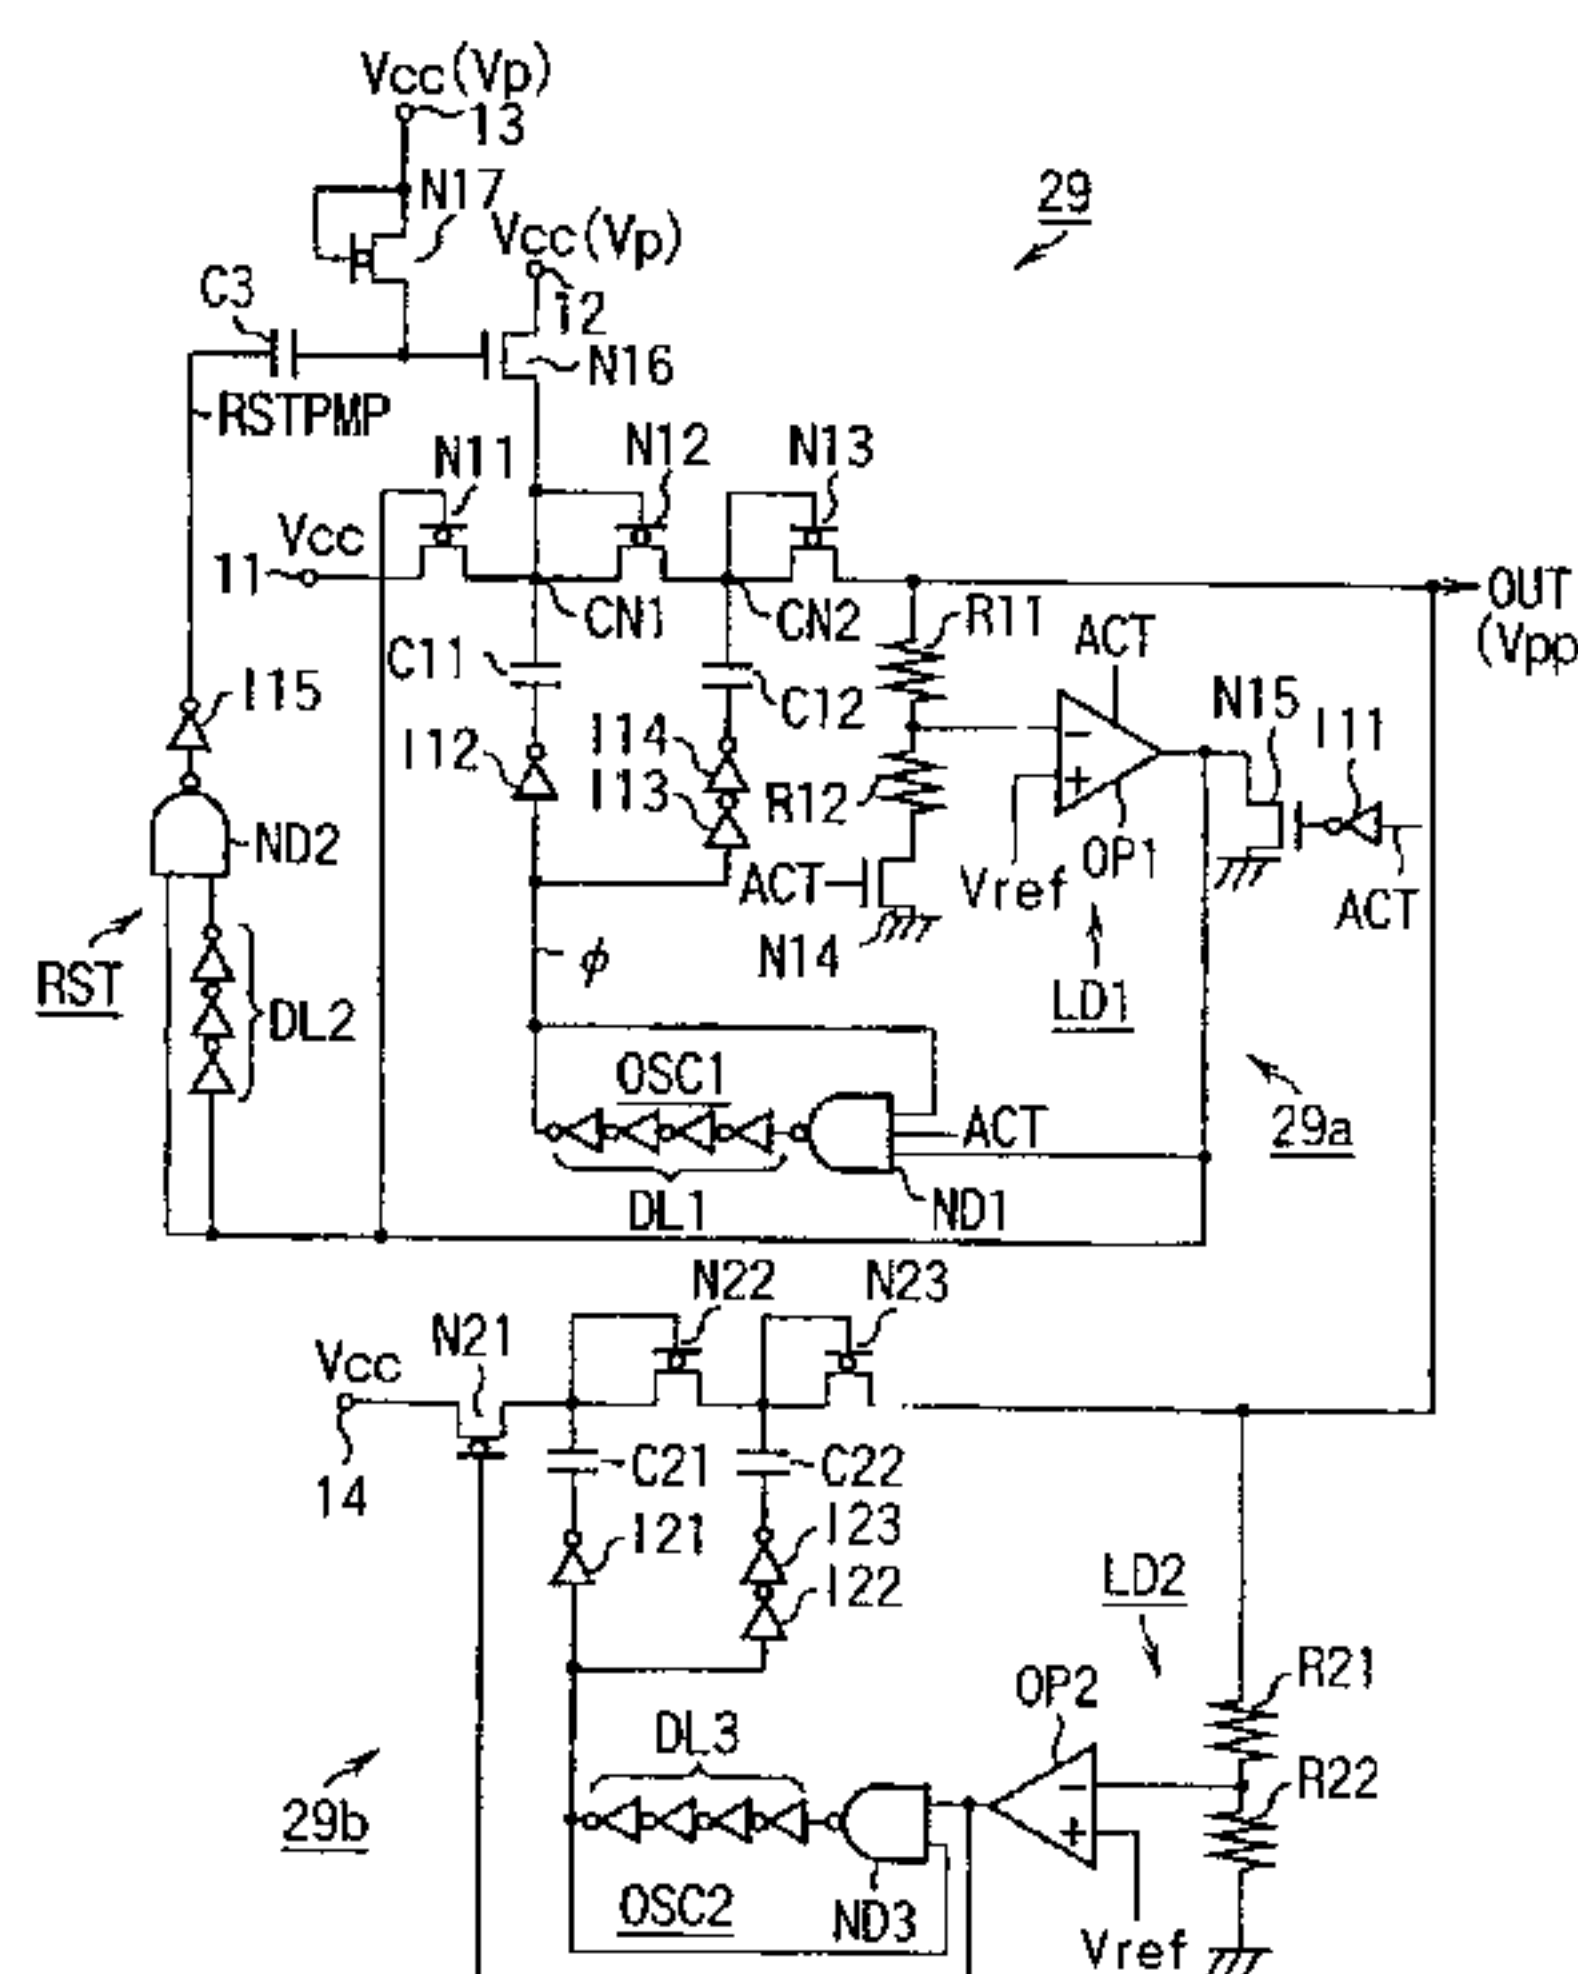 Vcc(Vp)
13
N17
29
Vcc(Vp)
C3
12
N16
RSTPMP
N11
N12
N13
Vcc
11
CN1
CN2
R11
OUT
(Vpp
ACT
C11
C12
N15
I11
I15
I12
I14
I13
R12
ND2
ACT
Vref
OP1
ACT
RST
φ
N14
LD1
DL2
OSC1
ACT
29a
DL1
ND1
N22
N23
N21
Vcc
14
C21
C22
I21
I23
I22
LD2
OP2
R21
DL3
R22
29b
OSC2
ND3
Vref